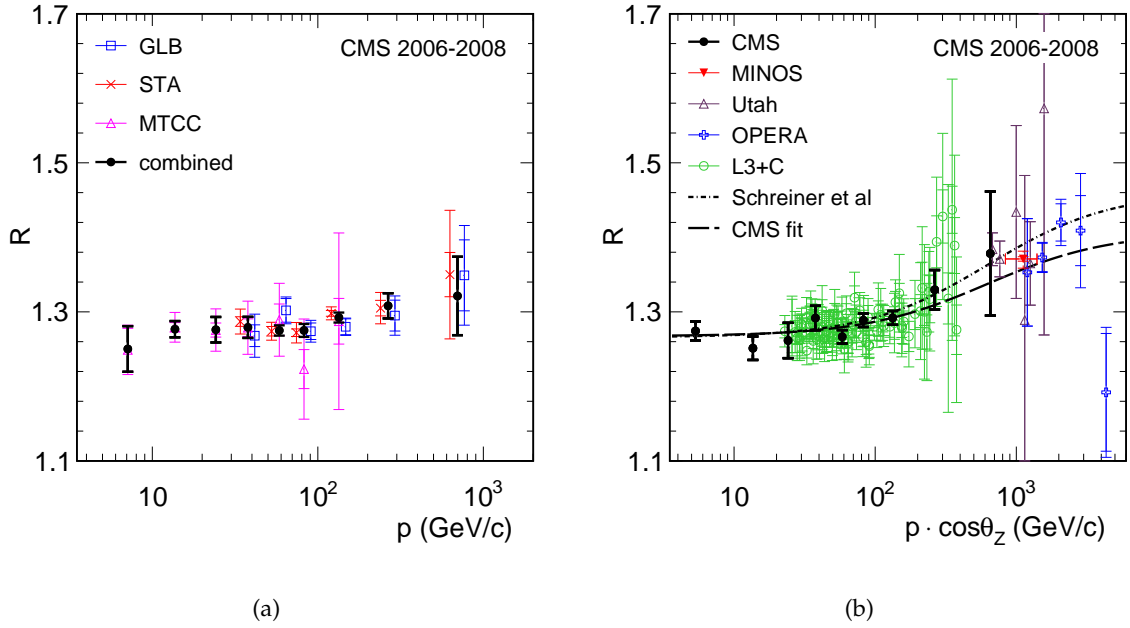 CMS 2006-2008
GLB
STA
MTCC
combined
R
1.7
1.5
1.3
1.1
10
10²
10³
p (GeV/c)
(a)
CMS 2006-2008
CMS
MINOS
Utah
OPERA
L3+C
Schreiner et al
CMS fit
R
1.7
1.5
1.3
1.1
10
10²
10³
p · cosθ_Z (GeV/c)
(b)